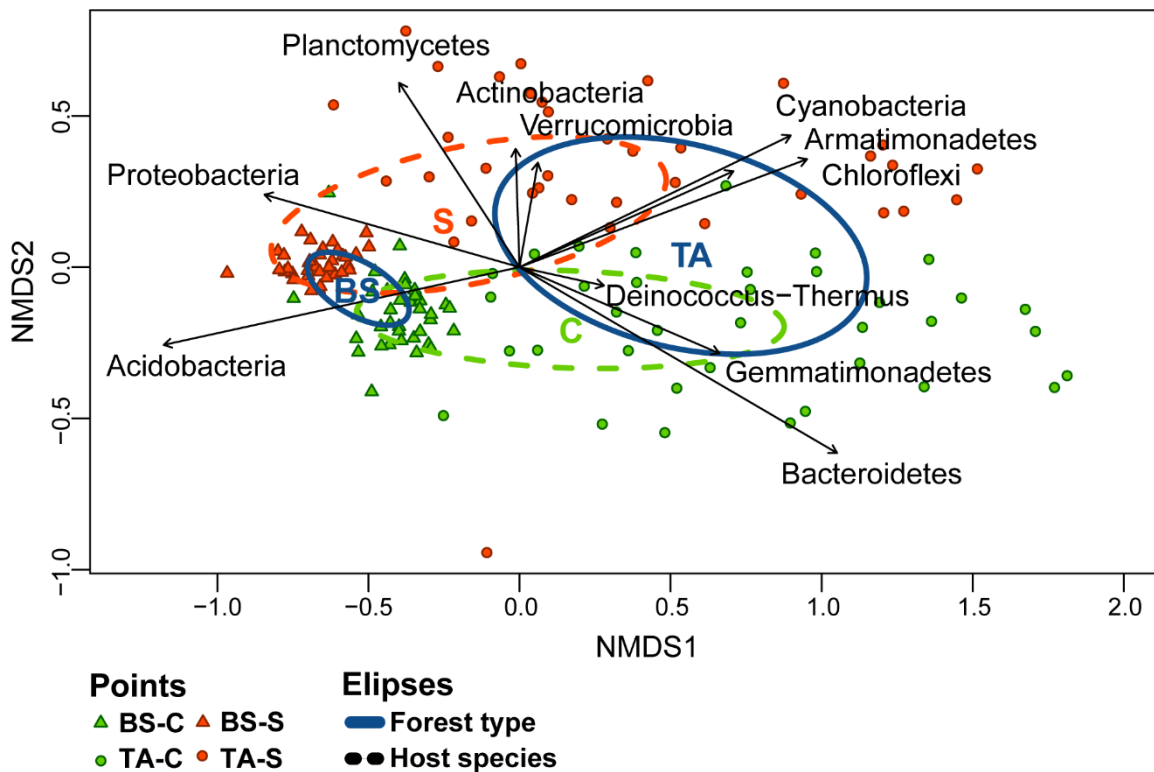 Planctomycetes
Actinobacteria
Cyanobacteria
Verrucomicrobia
Armatimonadetes
Proteobacteria
Chloroflexi
S
TA
BS
Deinococcus−Thermus
C
Acidobacteria
Gemmatimonadetes
Bacteroidetes
NMDS2
0.5
0.0
−0.5
−1.0
−1.0 −0.5 0.0 0.5 1.0 1.5 2.0
NMDS1
Points Elipses
BS-C BS-S Forest type
TA-C TA-S Host species